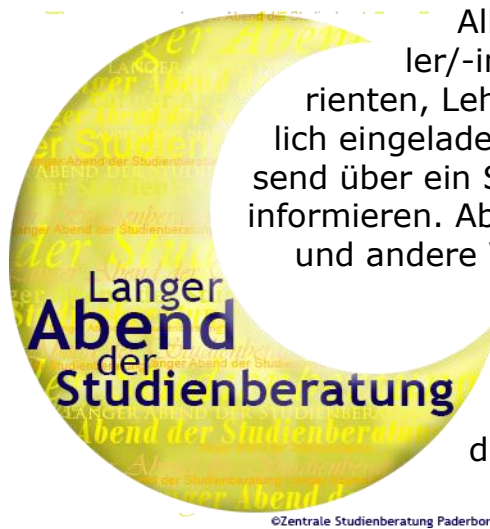 Al
ler/-in
rienten, Leh
lich eingelade
send über ein S
informieren. Ab
und andere
Langer
Abend
der
Studienberatung
d
©Zentrale Studienberatung Paderbor